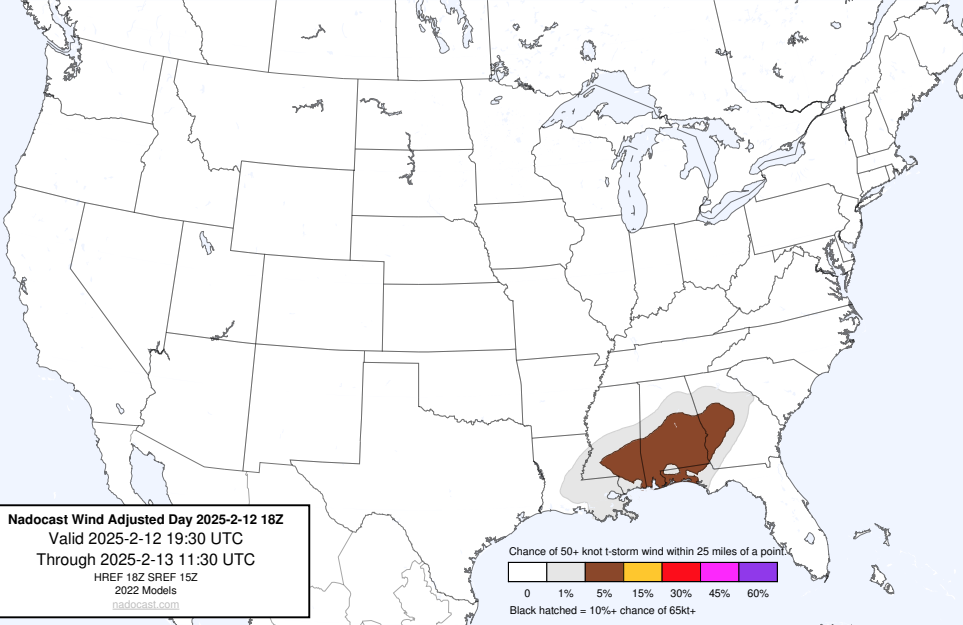 Nadocast Wind Adjusted Day 2025-2-12 18Z
Valid 2025-2-12 19:30 UTC
Through 2025-2-13 11:30 UTC
HREF 18Z SREF 15Z
2022 Models
nadocast.com
Chance of 50+ knot t-storm wind within 25 miles of a point.
0 1% 5% 15% 30% 45% 60%
Black hatched = 10%+ chance of 65kt+